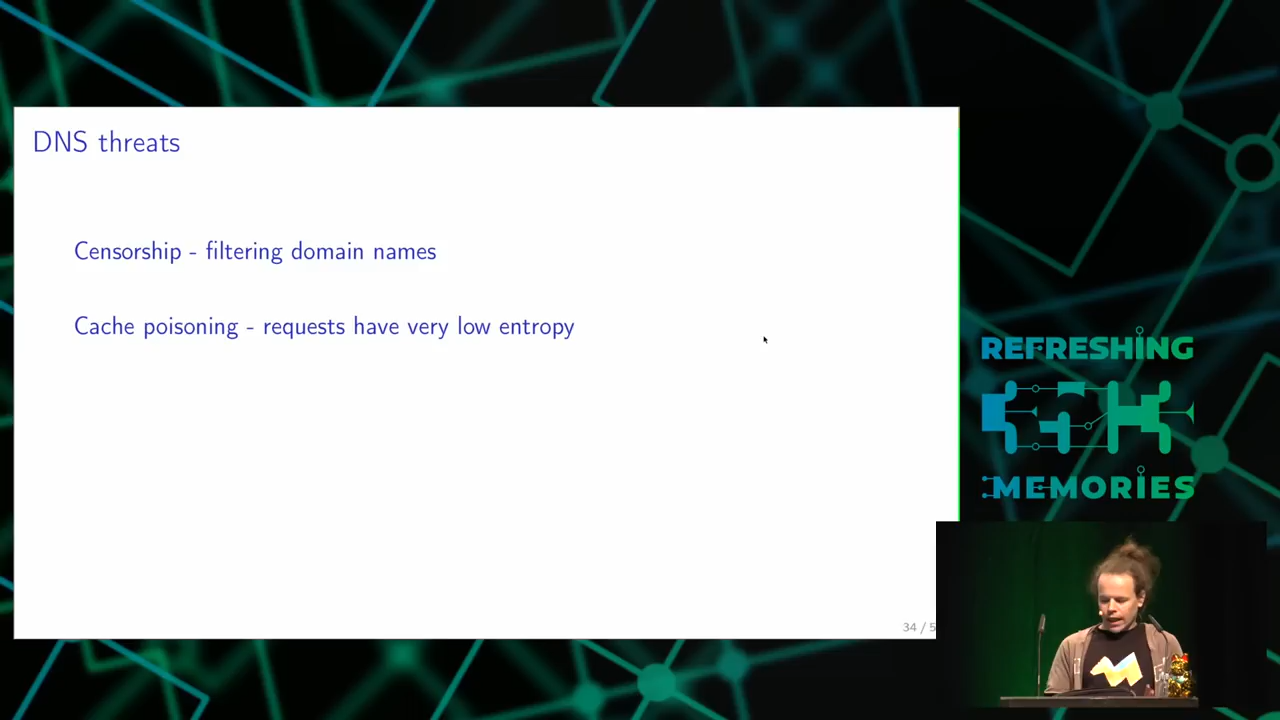 DNS threats
Censorship - filtering domain names
Cache poisoning - requests have very low entropy
34 / 5
REFRESHING
MEMORIES